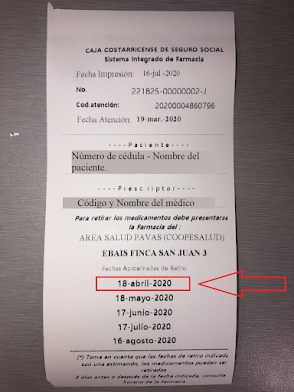 CAJA COSTARRICENSE DE SEGURO SOCIAL
Sistema Integrado de Farmacia
Fecha Impresión: 16-jul.-2020
No. 221825-00000002-J
Cod.atención: 20200004860796
Fecha Atención: 19-mar.-2020
----Paciente----
Número de cédula - Nombre del
paciente.
----Prescriptor----
Código y Nombre del médico
Para retirar los medicamentos debe presentarse
la Farmacia del :
AREA SALUD PAVAS (COOPESALUD)
EBAIS FINCA SAN JUAN 3
Fechas Aproximadas de Retiro
18-abril-2020
18-mayo-2020
17-junio-2020
17-julio-2020
16-agosto-2020
(*) Tome en cuenta que las fechas de retiro indicada
son una estimación, los medicamentos pueden ser
retirados
3 días antes o después de la fecha indicada, consulte
horario de la farmacia.